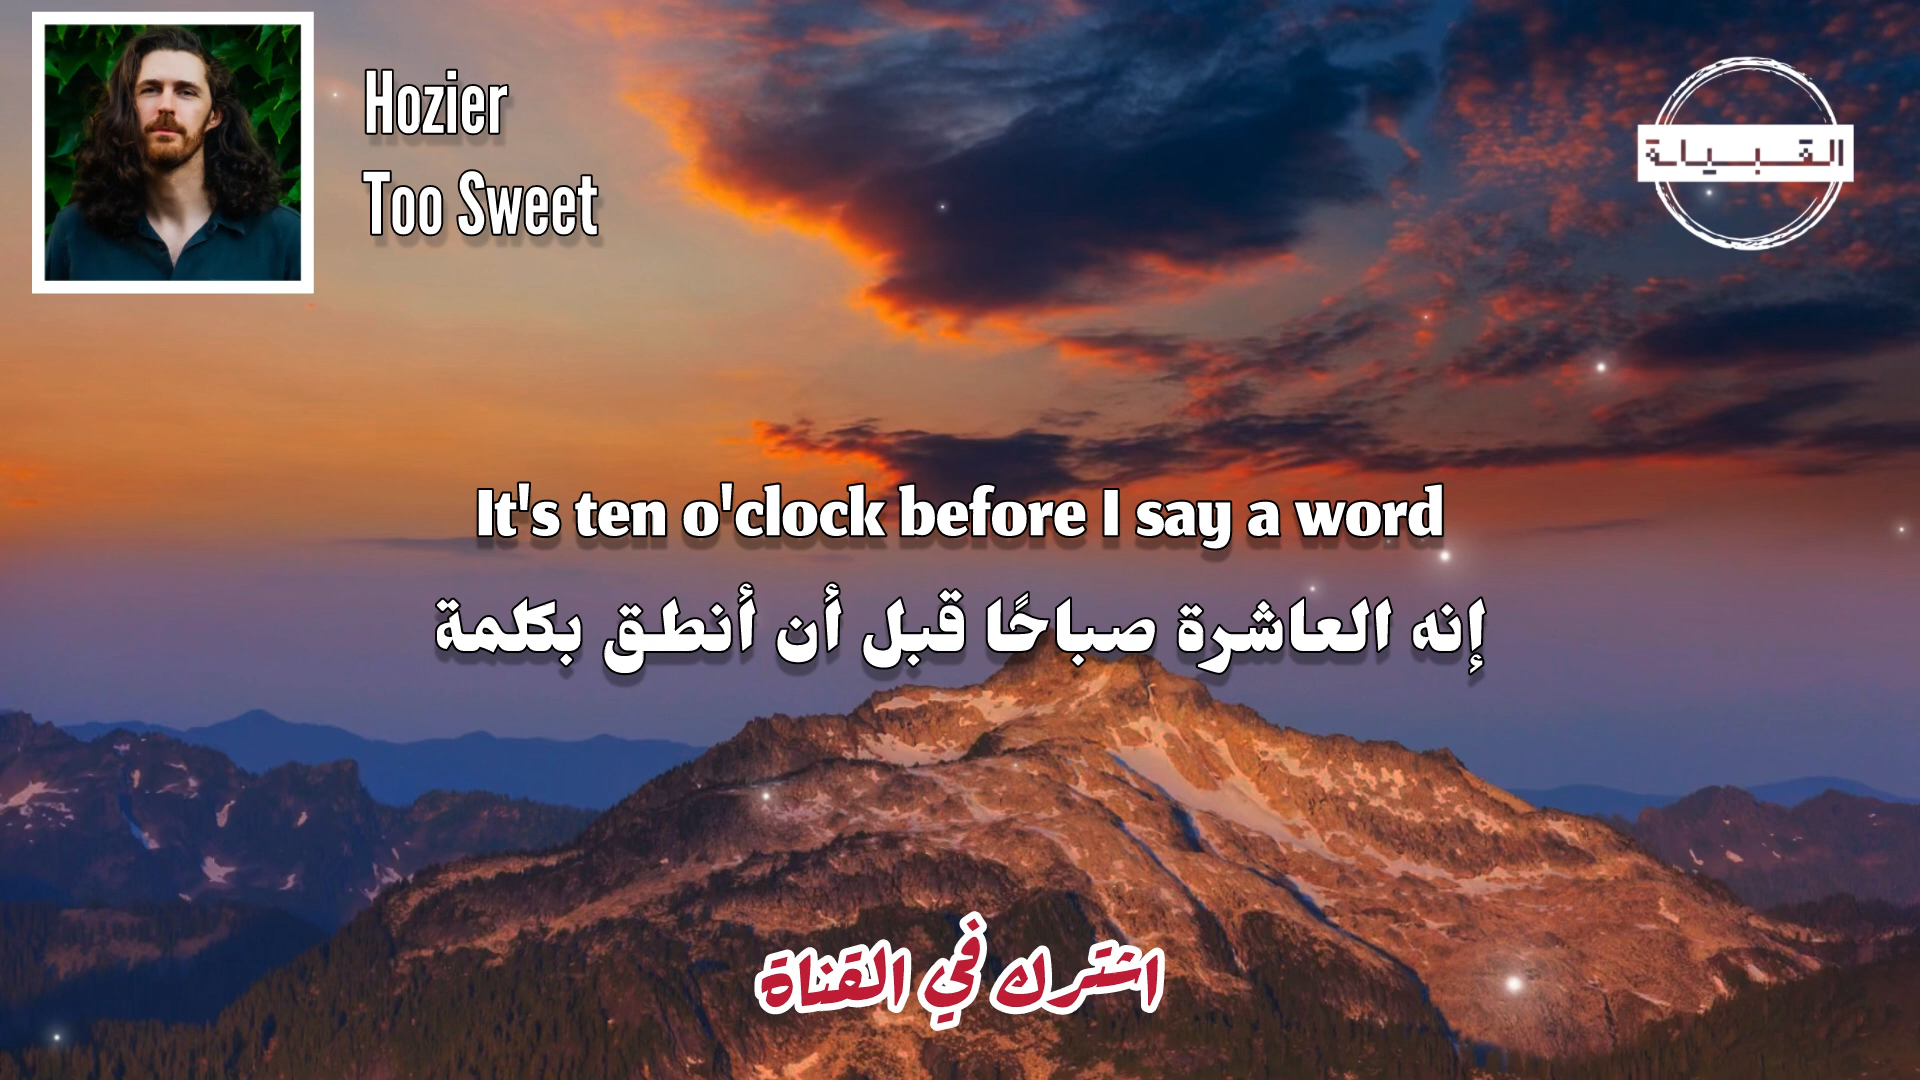 Hozier
Too Sweet
القبيلة
It's ten o'clock before I say a word
إنه العاشرة صباحًا قبل أن أنطق بكلمة
اشترك في القناة